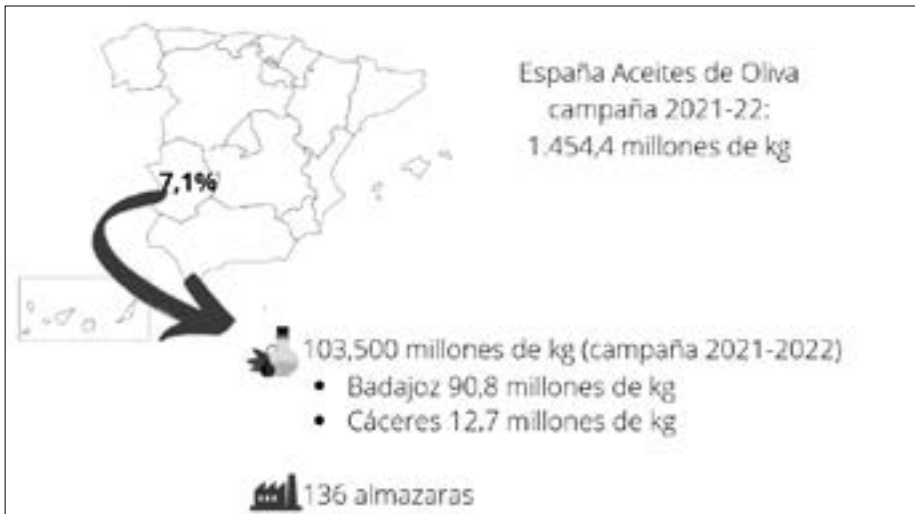 España Aceites de Oliva
campaña 2021-22:
1.454,4 millones de kg
7,1%
103,500 millones de kg (campaña 2021-2022)
• Badajoz 90,8 millones de kg
• Cáceres 12,7 millones de kg
136 almazaras